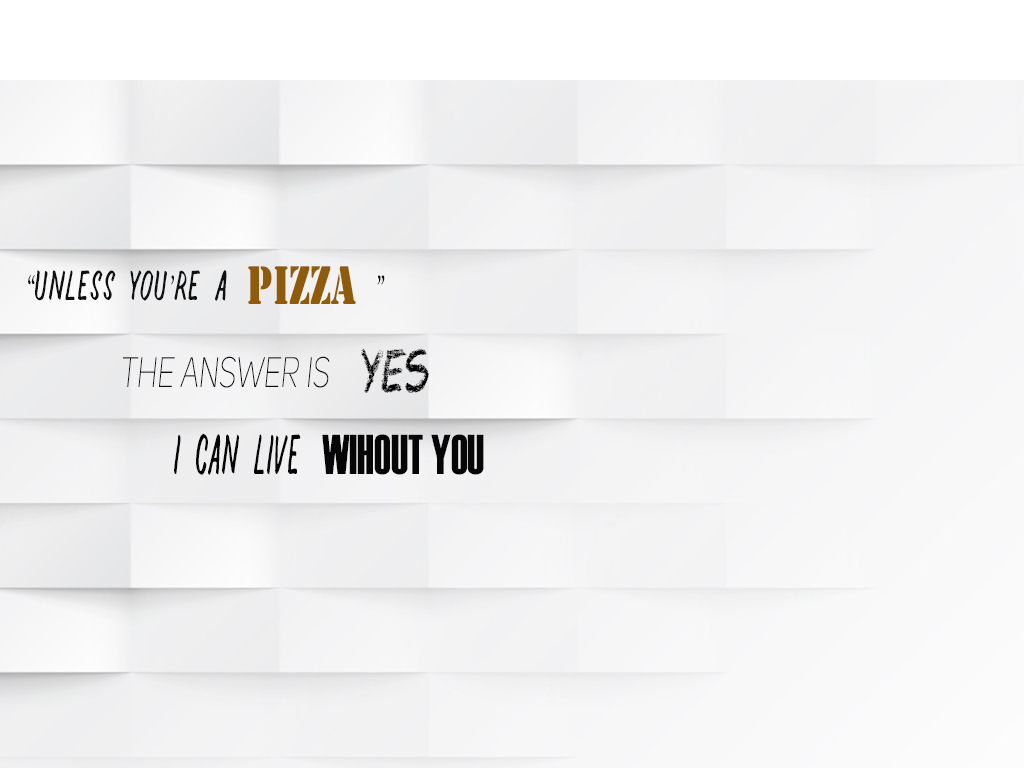 “UNLESS YOU’RE A PIZZA ”
THE ANSWER IS YES
I CAN LIVE WIHOUT YOU